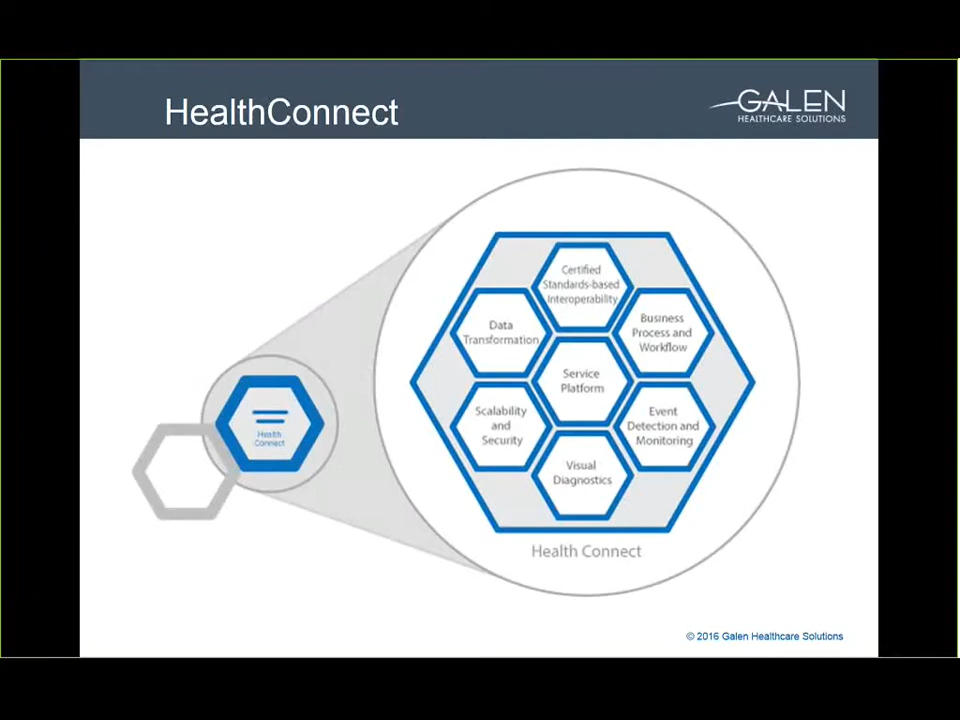 HealthConnect
GALEN
HEALTHCARE SOLUTIONS
Certified
Standards-based
Interoperability
Data
Transformation
Business
Process and
Workflow
Service
Platform
Scalability
and
Security
Event
Detection and
Monitoring
Visual
Diagnostics
Health
Connect
Health Connect
© 2016 Galen Healthcare Solutions